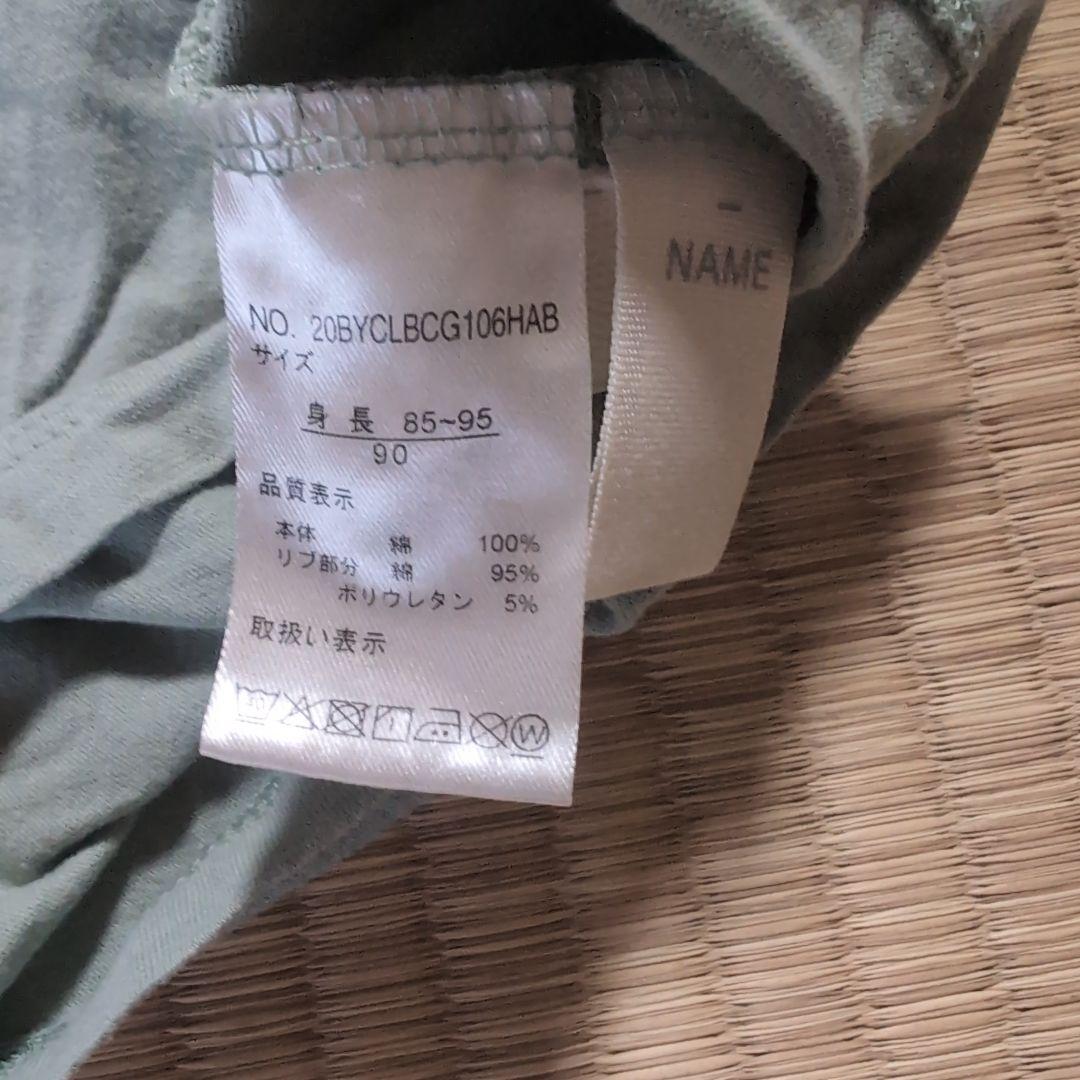 NO. 20BYCLBCG106HAB
サイズ
身長 85~95
90
品質表示
本体 綿 100%
リブ部分 綿 95%
ポリウレタン 5%
取扱い表示
W
NAME